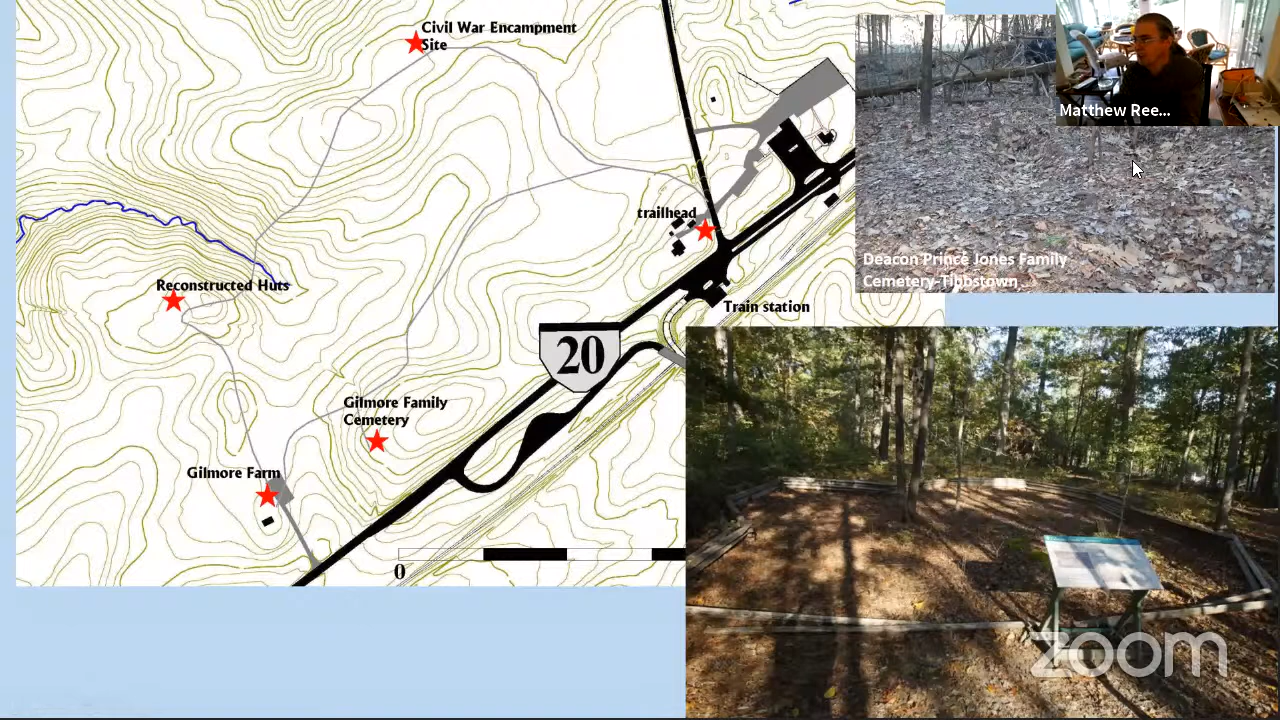 Civil War Encampment
Site
Matthew Ree...
trailhead
Deacon Prince Jones Family
Cemetery-Tibbstown
Reconstructed Huts
Train station
20
Gilmore Family
Cemetery
Gilmore Farm
0
zoom